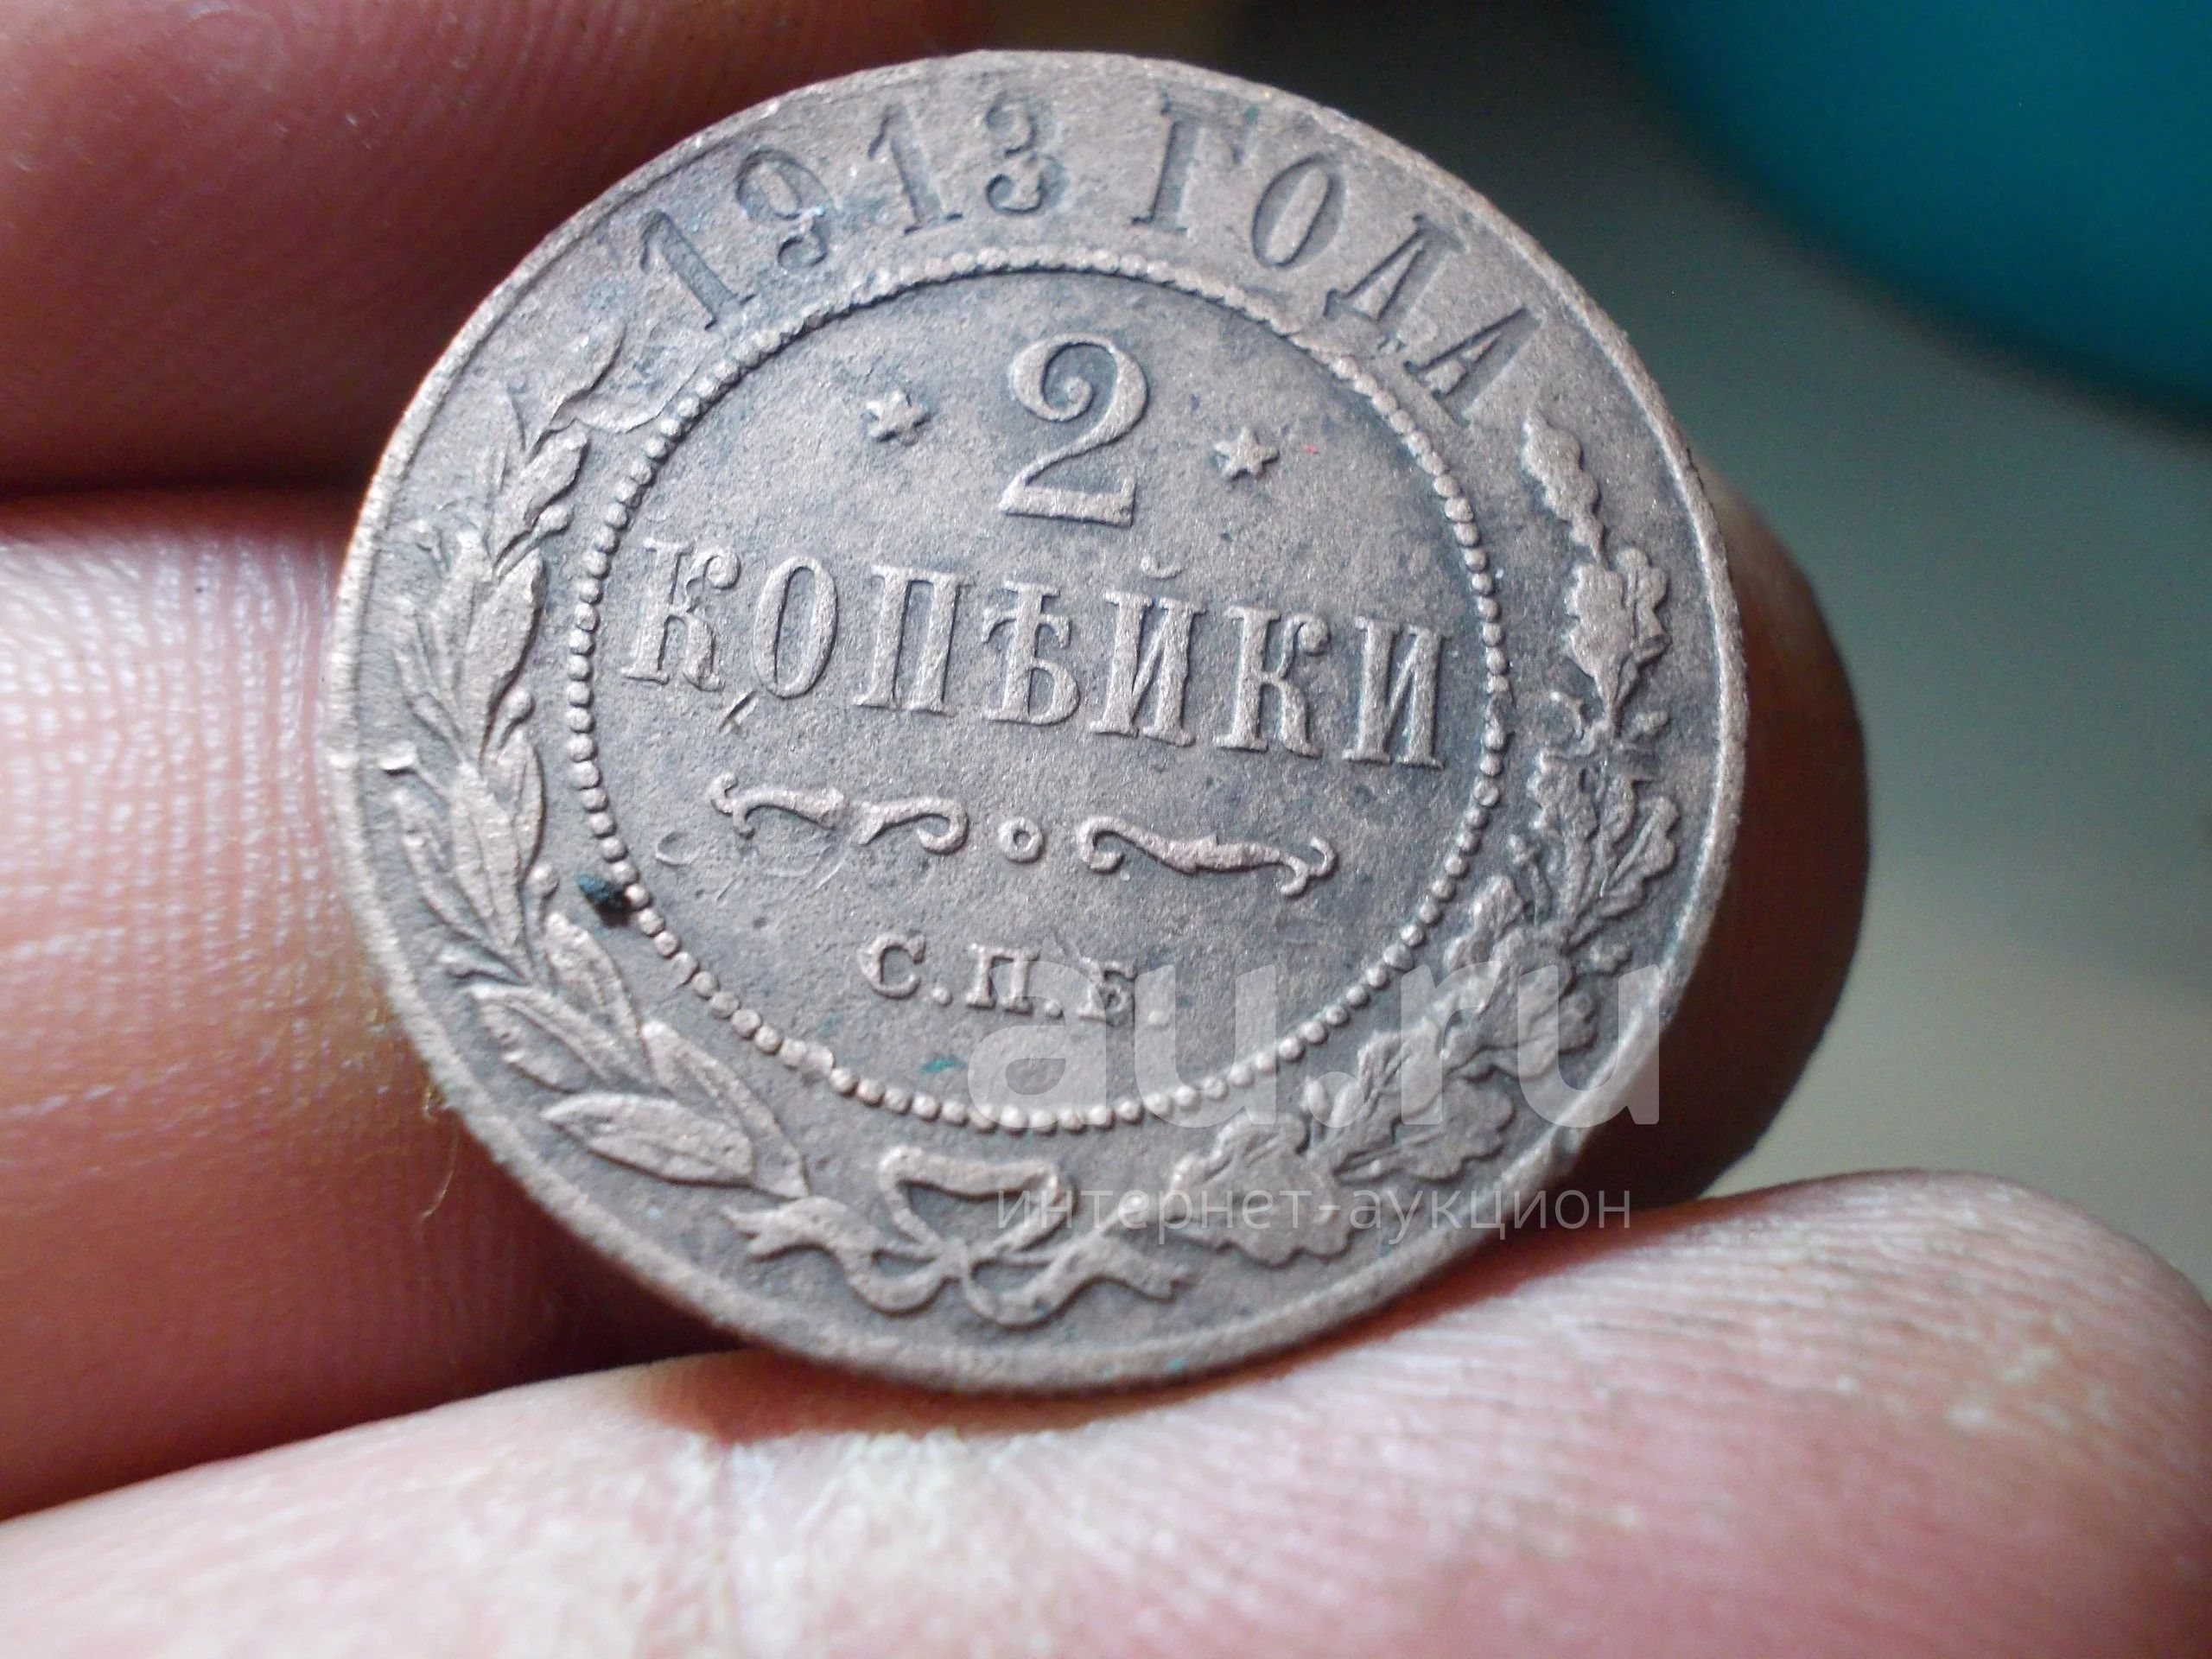 1913 ГОДА
* 2 *
КОПѢЙКИ
С.П.Б.
au.ru
интернет-аукцион